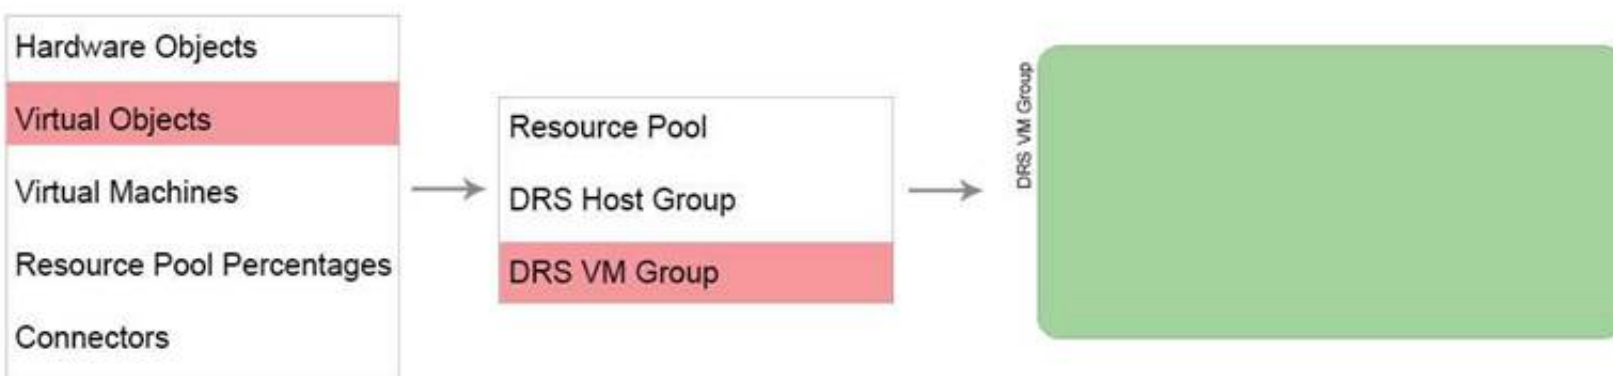 Hardware Objects
Virtual Objects
Virtual Machines
Resource Pool Percentages
Connectors
Resource Pool
DRS Host Group
DRS VM Group
DRS VM Group